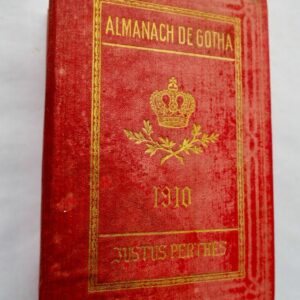 ALMANACH DE GOTHA
1910
JUSTUS PERTHES